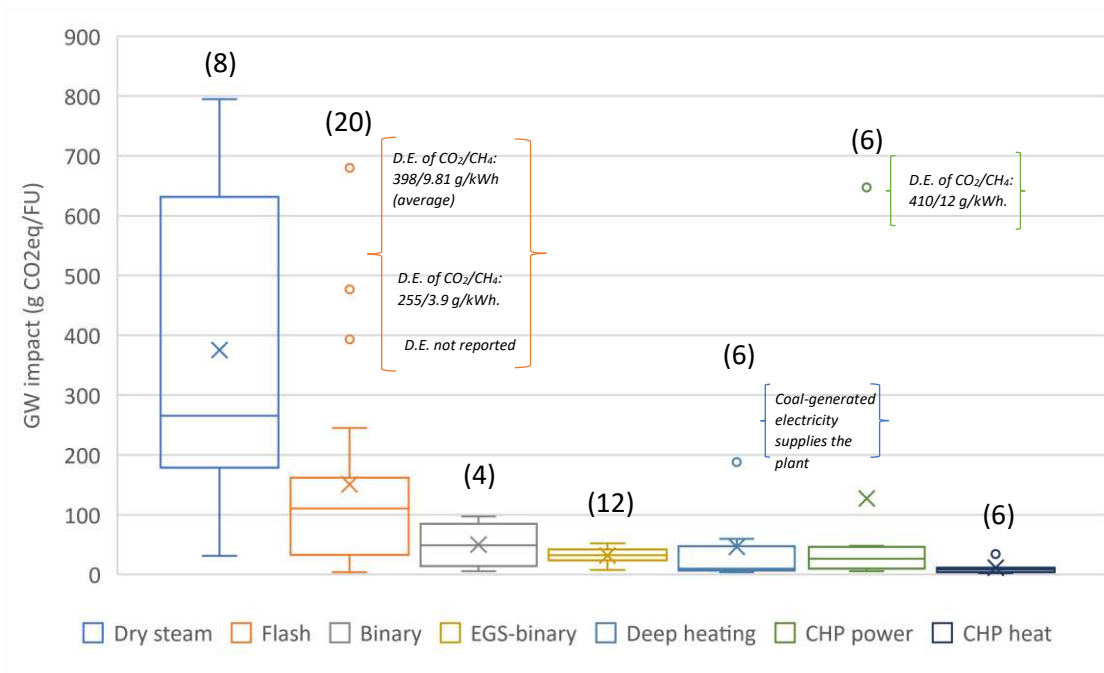 900
800
700
600
500
400
300
200
100
0
GW impact (g CO2eq/FU)
(8)
(20)
D.E. of CO₂/CH₄:
398/9.81 g/kWh
(average)
D.E. of CO₂/CH₄:
255/3.9 g/kWh.
D.E. not reported
(4)
(12)
(6)
Coal-generated
electricity
supplies the
plant
(6)
D.E. of CO₂/CH₄:
410/12 g/kWh.
(6)
Dry steam
Flash
Binary
EGS-binary
Deep heating
CHP power
CHP heat